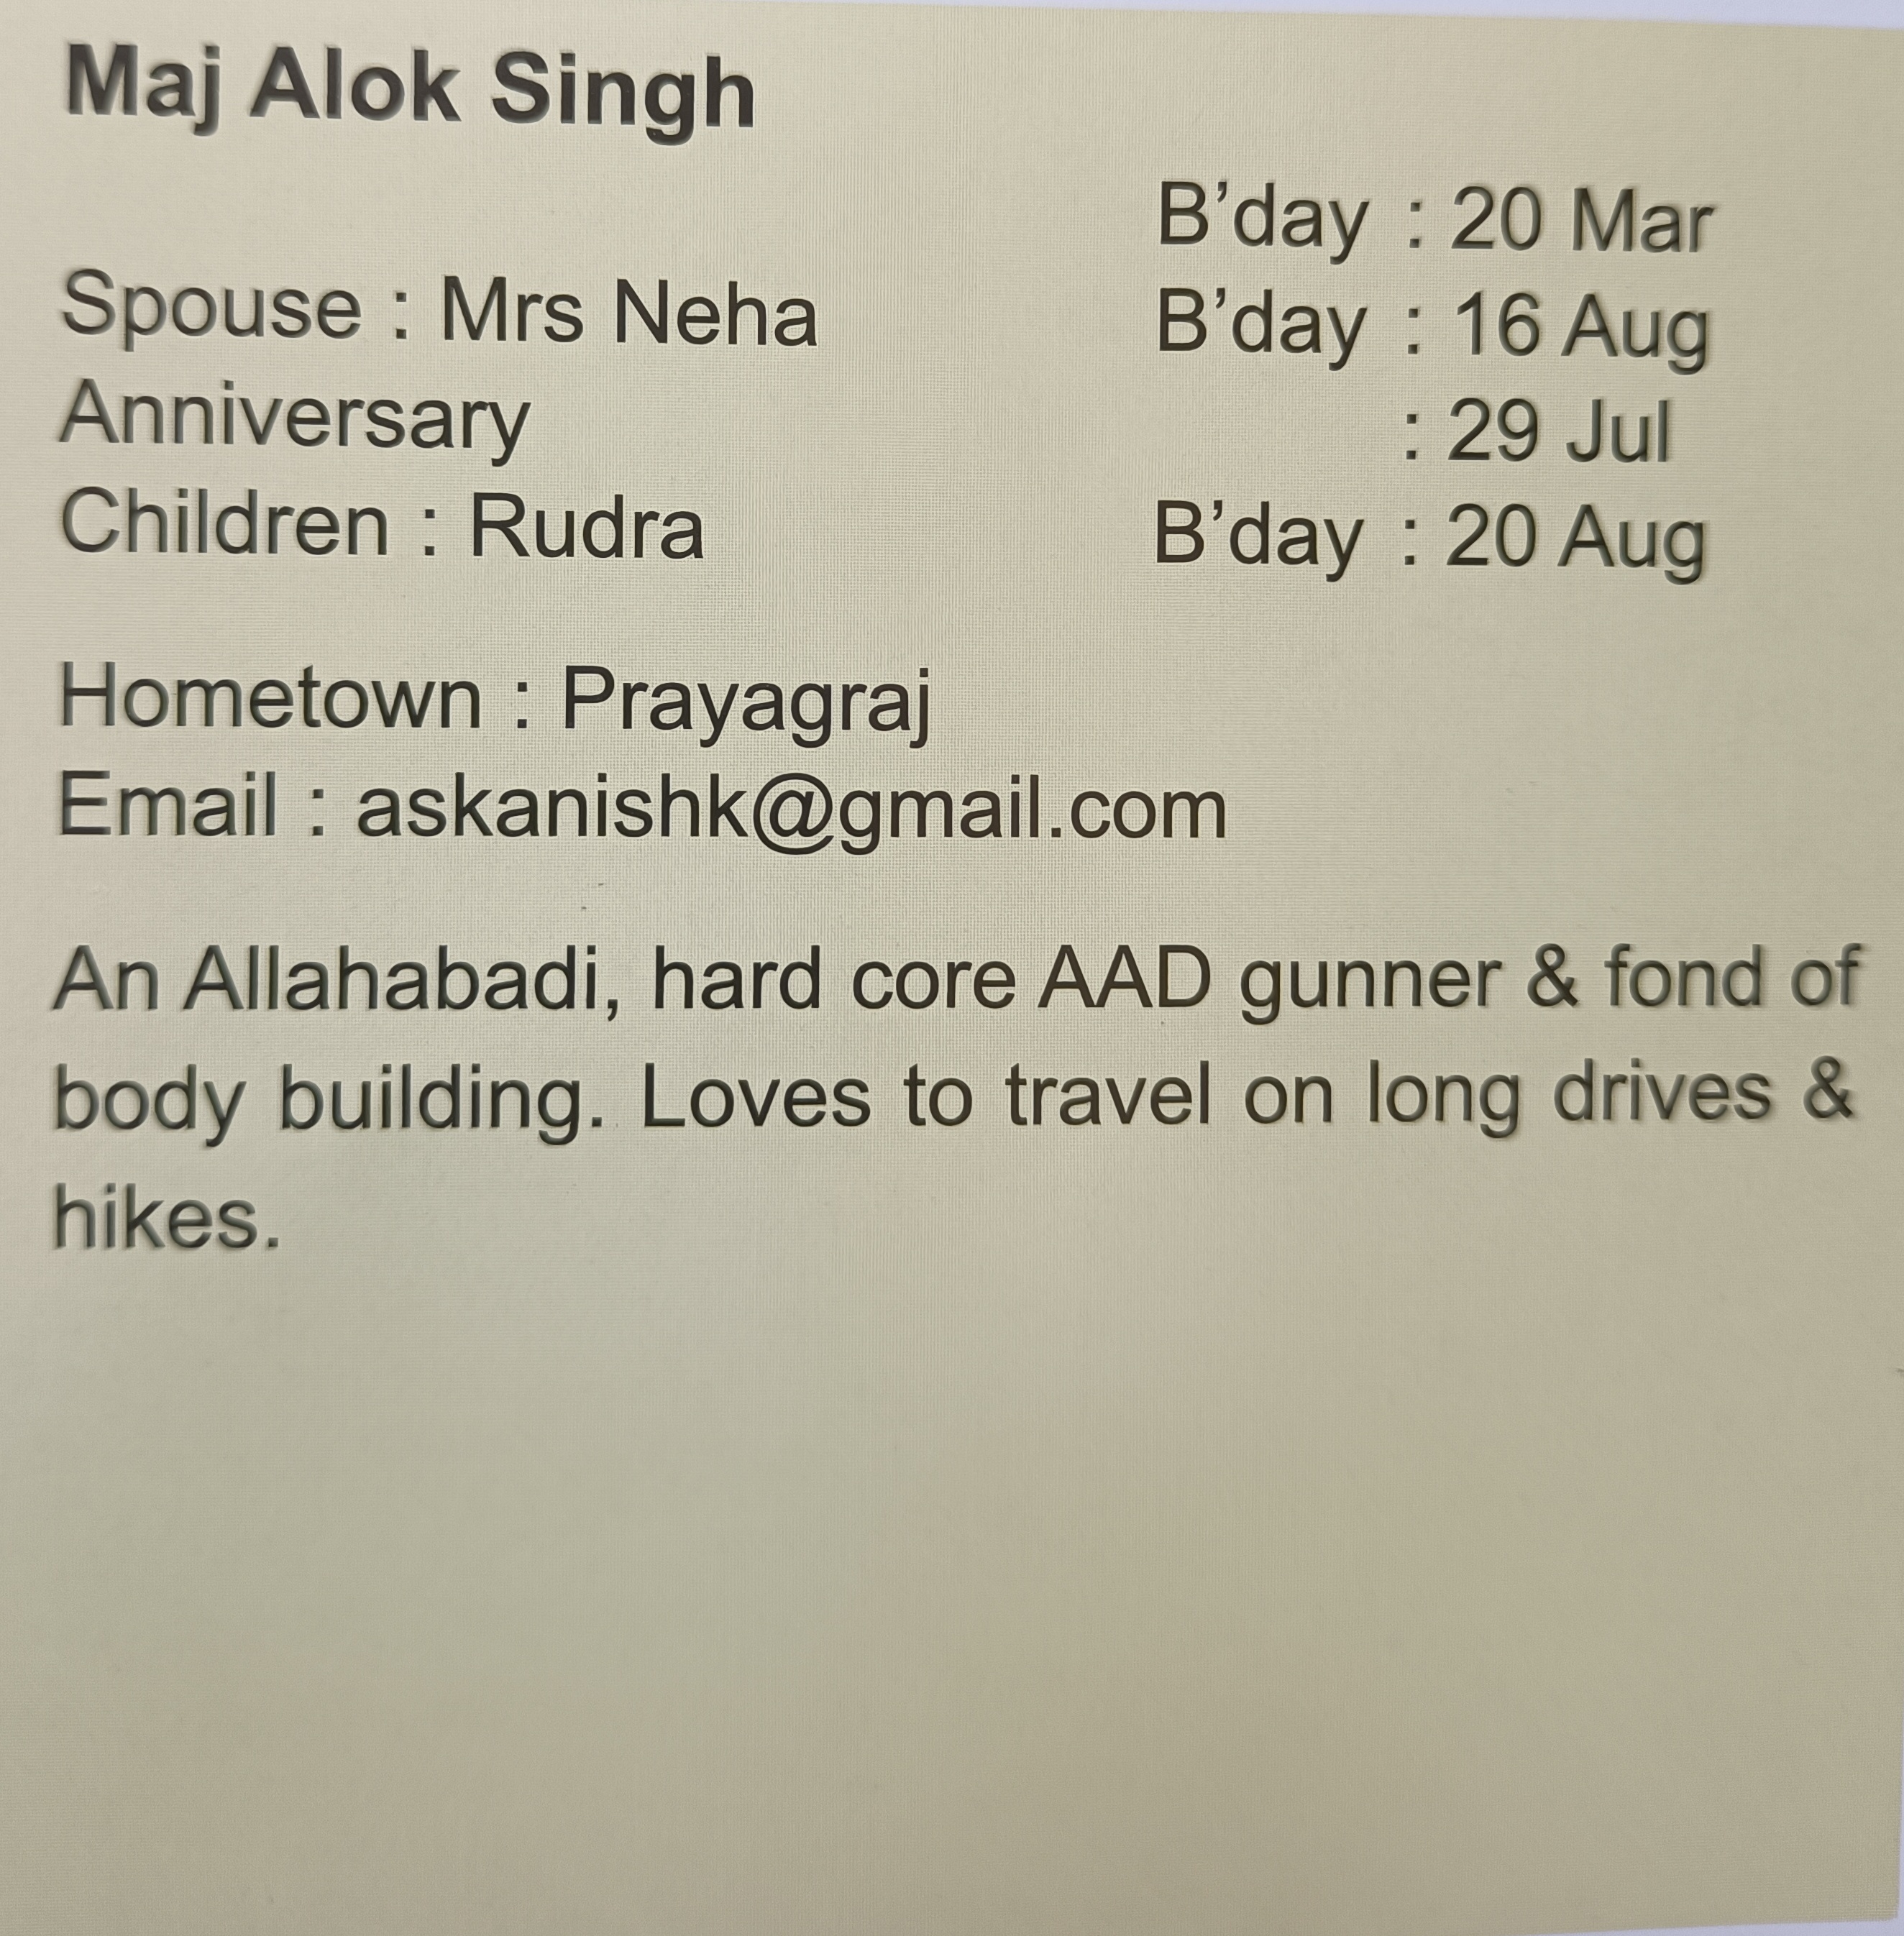 Maj Alok Singh
B’day : 20 Mar
Spouse : Mrs Neha B’day : 16 Aug
Anniversary : 29 Jul
Children : Rudra B’day : 20 Aug
Hometown : Prayagraj
Email : askanishk@gmail.com
An Allahabadi, hard core AAD gunner & fond of
body building. Loves to travel on long drives &
hikes.